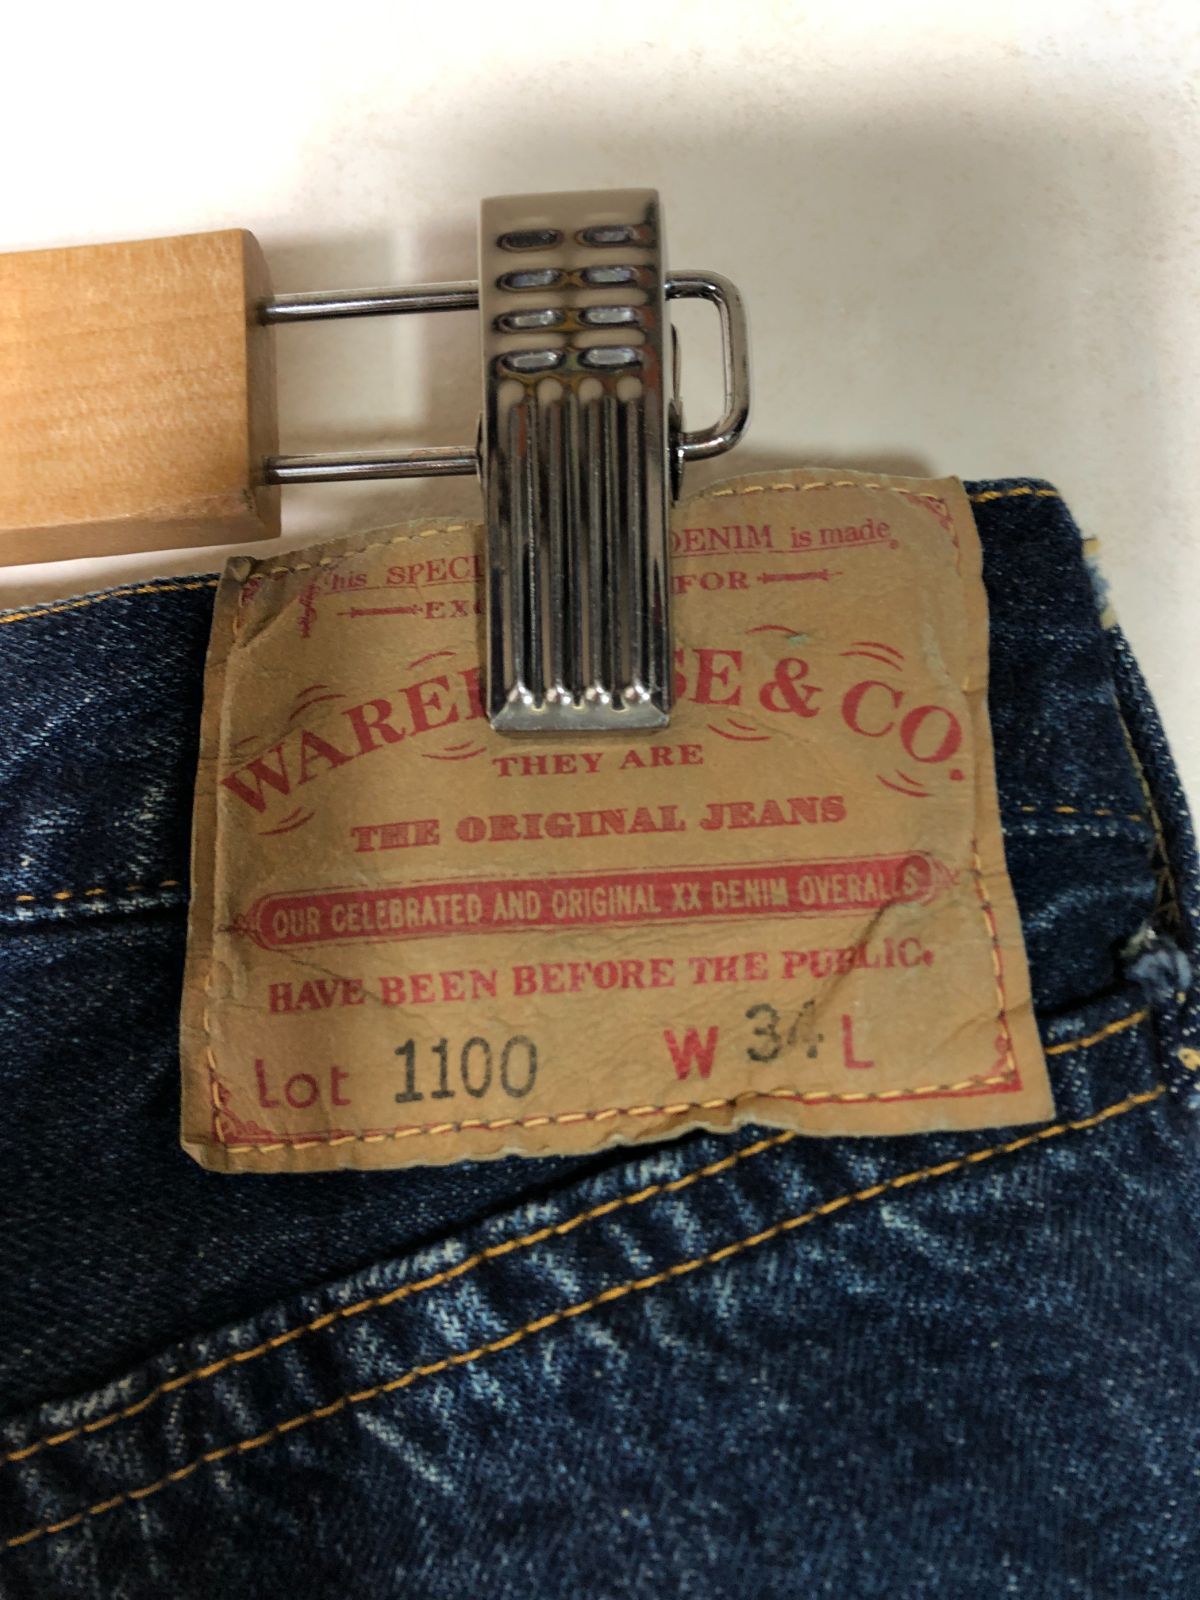 his SPECI DENIM is made
EXC FOR
WARE SE & CO.
THEY ARE
THE ORIGINAL JEANS
OUR CELEBRATED AND ORIGINAL XX DENIM OVERALLS
HAVE BEEN BEFORE THE PUBLIC.
Lot 1100 W 34 L